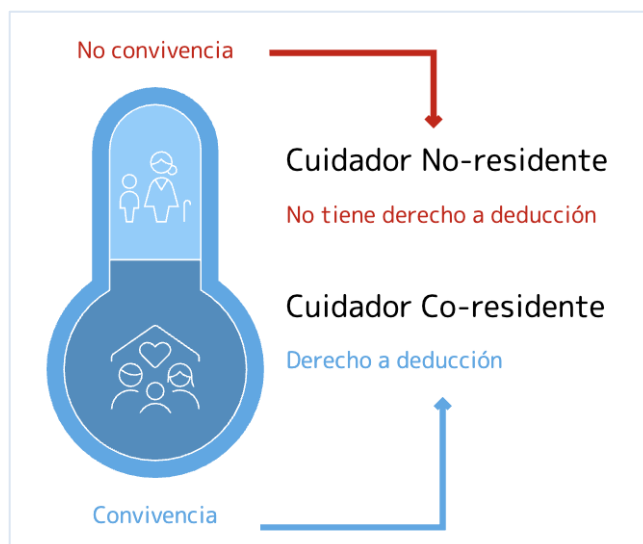 No convivencia
Cuidador No-residente
No tiene derecho a deducción
Cuidador Co-residente
Derecho a deducción
Convivencia